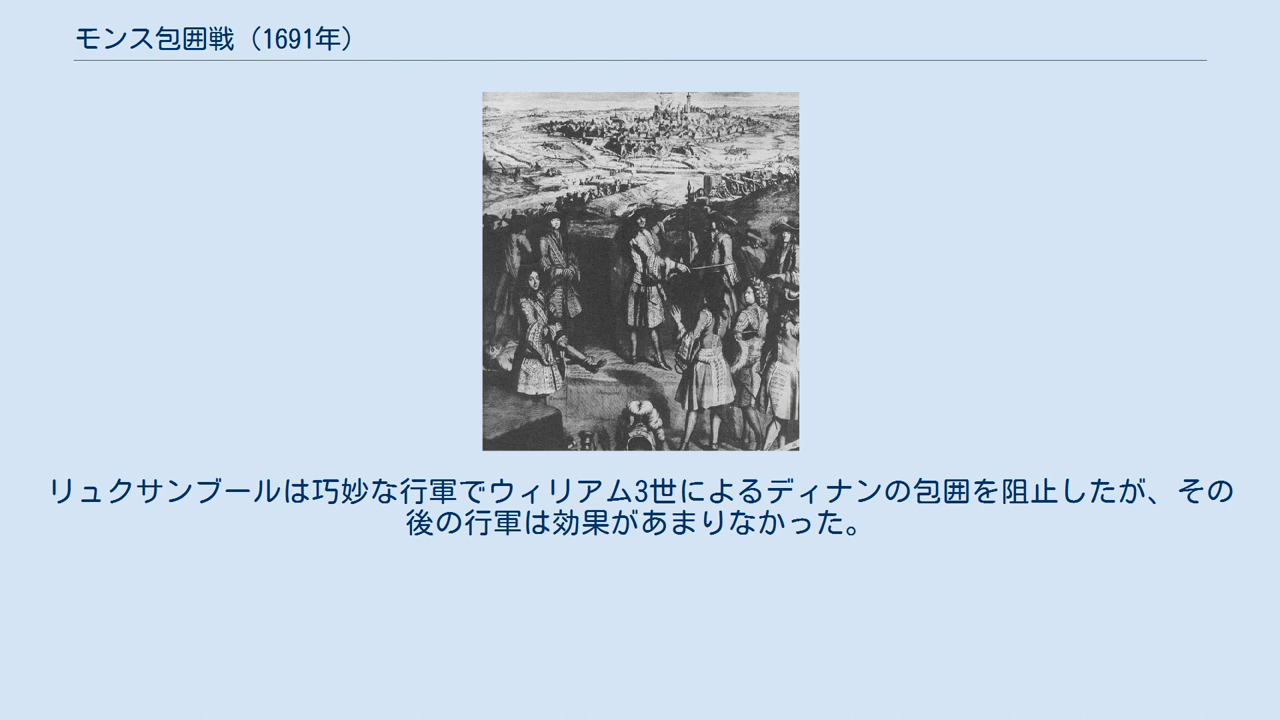 モンス包囲戦（1691年）
リュクサンブールは巧妙な行軍でウィリアム3世によるディナンの包囲を阻止したが、その
後の行軍は効果があまりなかった。